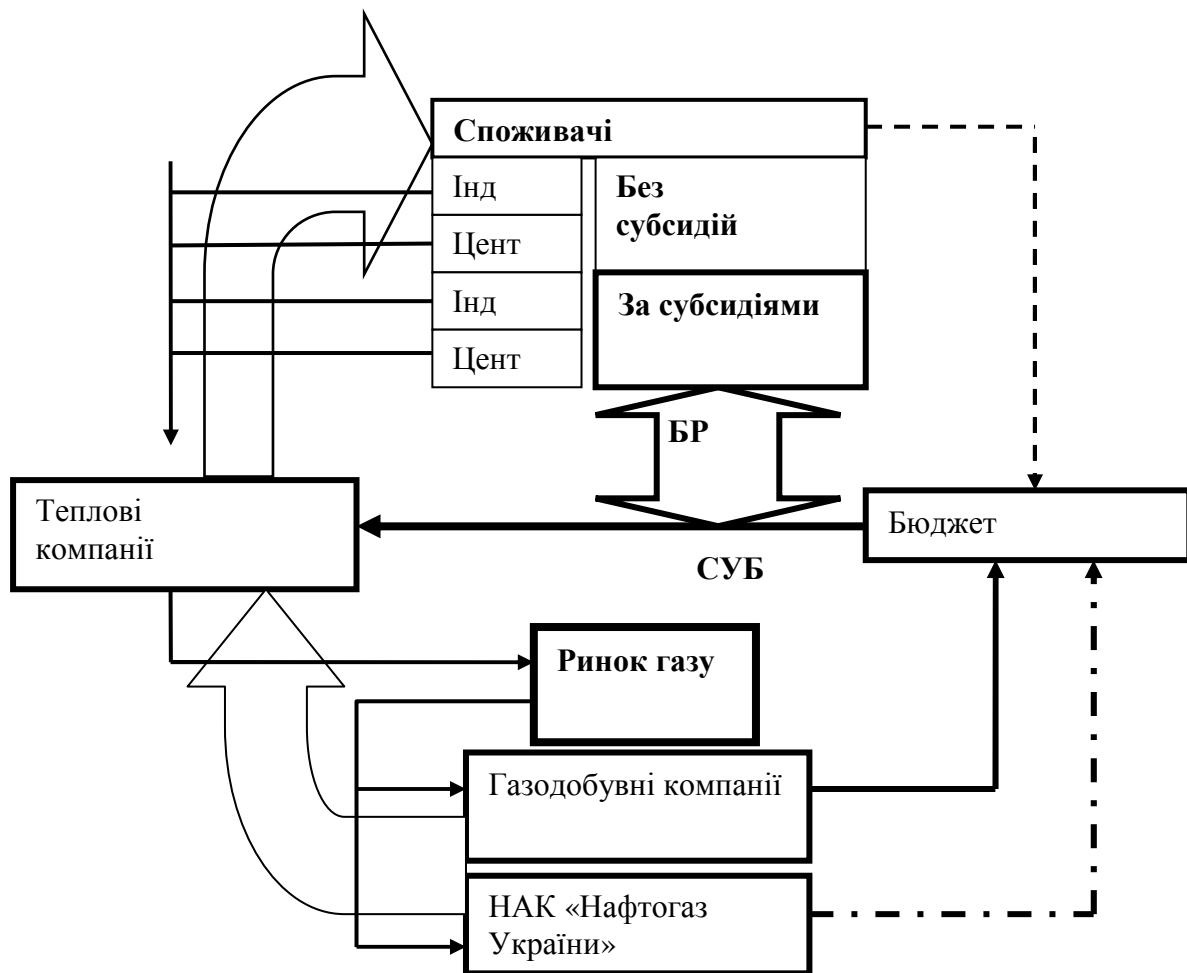 Споживачі
Інд
Без
субсидій
Цент
Інд
За субсидіями
Цент
БР
Теплові
компанії
Бюджет
СУБ
Ринок газу
Газодобувні компанії
НАК «Нафтогаз
України»